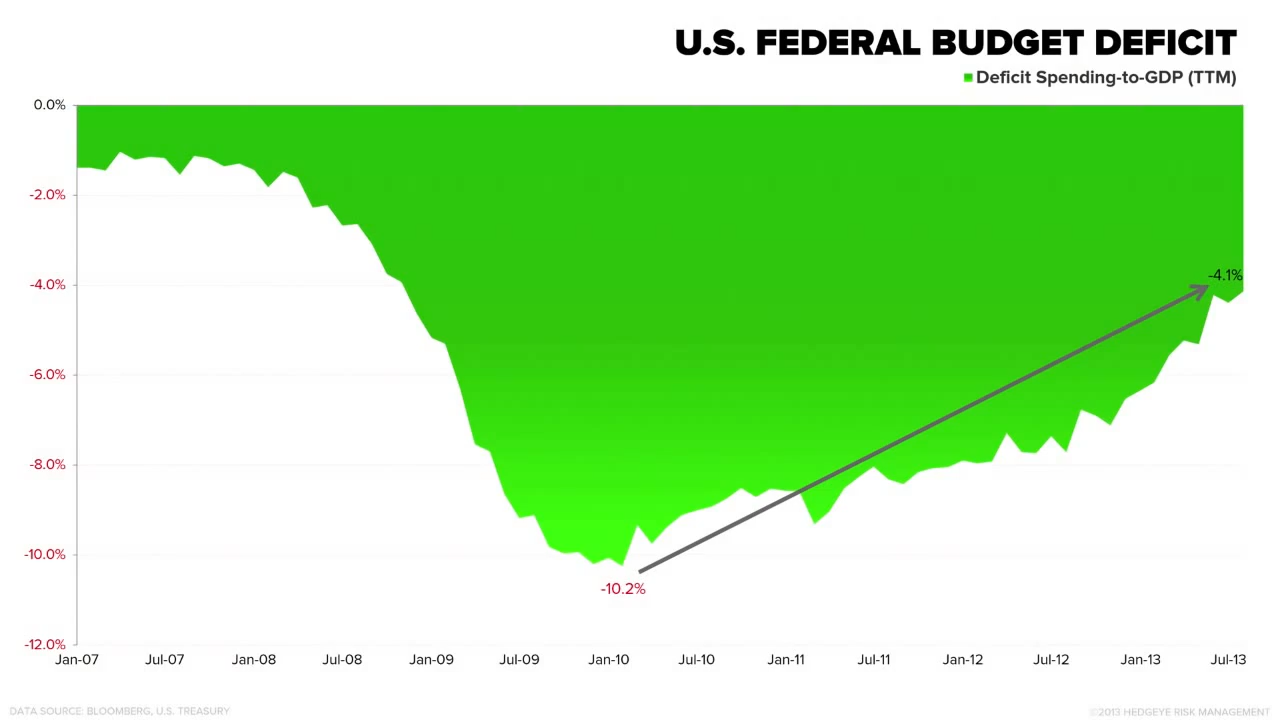 U.S. FEDERAL BUDGET DEFICIT
Deficit Spending-to-GDP (TTM)
0.0%
-2.0%
-4.0%
-6.0%
-8.0%
-10.0%
-12.0%
-4.1%
-10.2%
Jan-07 Jul-07 Jan-08 Jul-08 Jan-09 Jul-09 Jan-10 Jul-10 Jan-11 Jul-11 Jan-12 Jul-12 Jan-13 Jul-13
DATA SOURCE: BLOOMBERG, U.S. TREASURY
©2013 HEDGEYE RISK MANAGEMENT